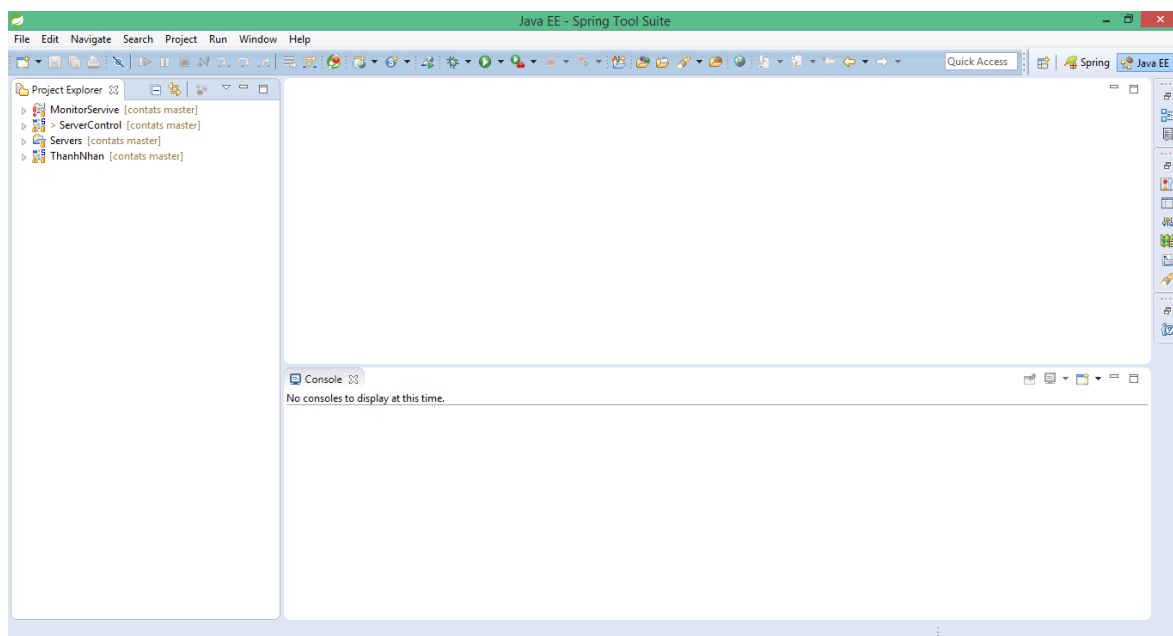 Java EE - Spring Tool Suite
File Edit Navigate Search Project Run Window Help
Quick Access Spring Java EE
Project Explorer
MonitorServive [contats master]
> ServerControl [contats master]
Servers [contats master]
ThanhNhan [contats master]
Console
No consoles to display at this time.